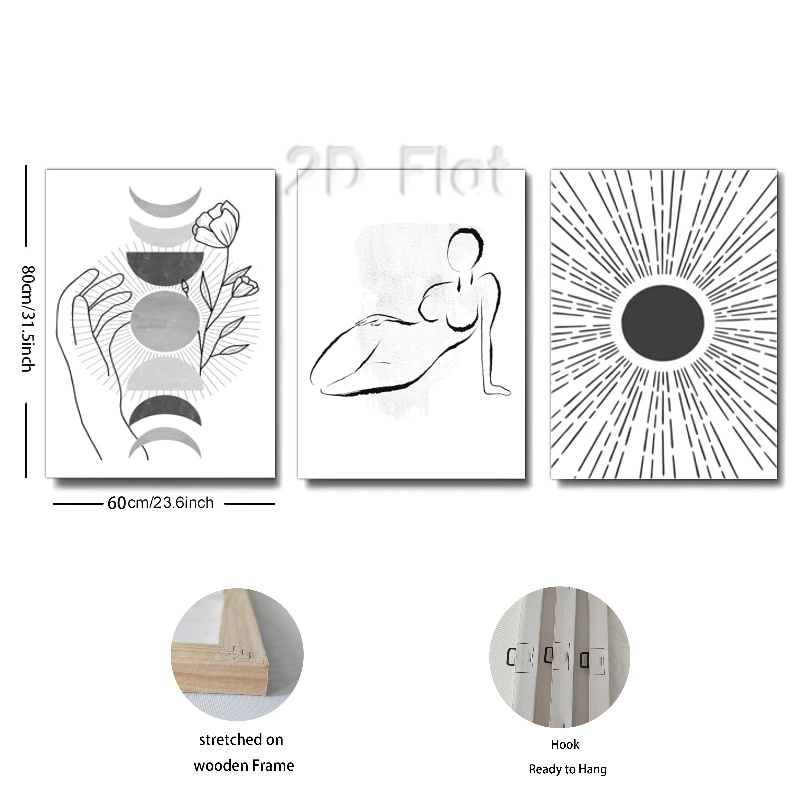 2D Flat
80cm/31.5inch
60cm/23.6inch
stretched on
wooden Frame
Hook
Ready to Hang